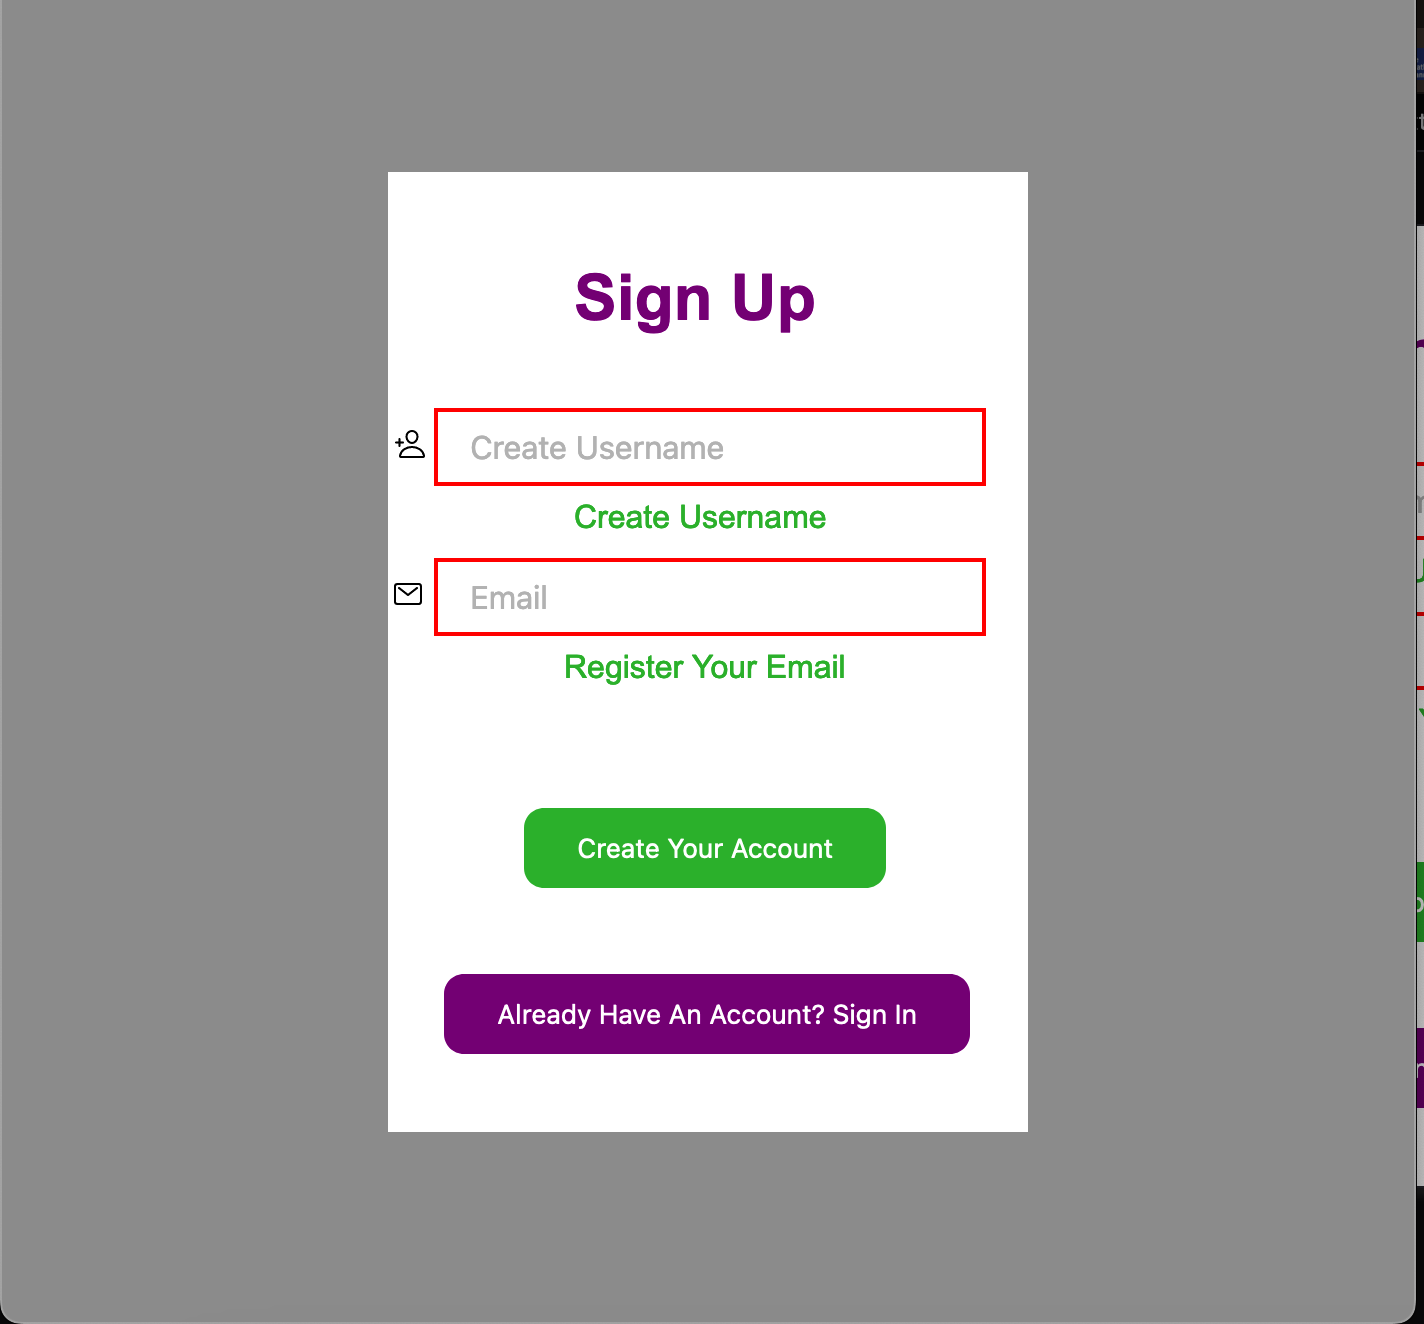 Sign Up
Create Username
Create Username
Email
Register Your Email
Create Your Account
Already Have An Account? Sign In